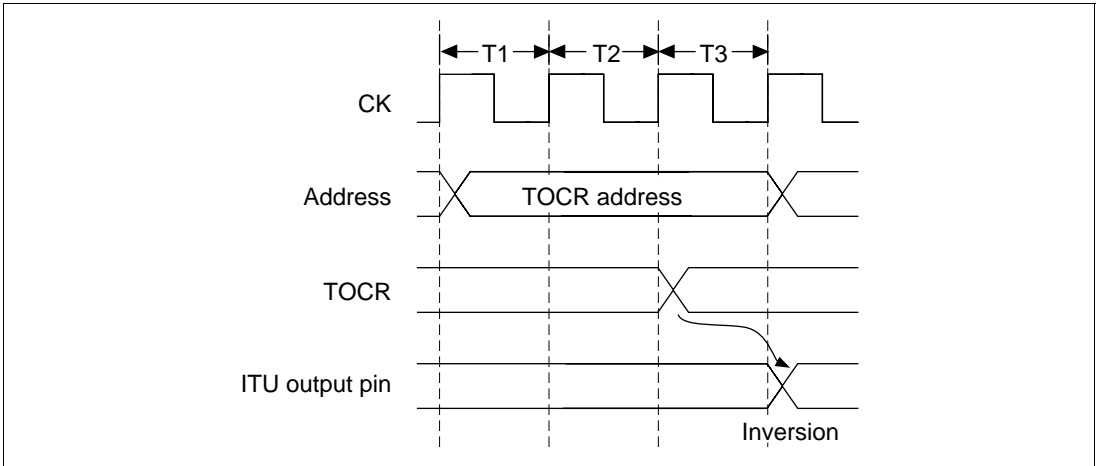 T1 T2 T3
CK
Address TOCR address
TOCR
ITU output pin
Inversion